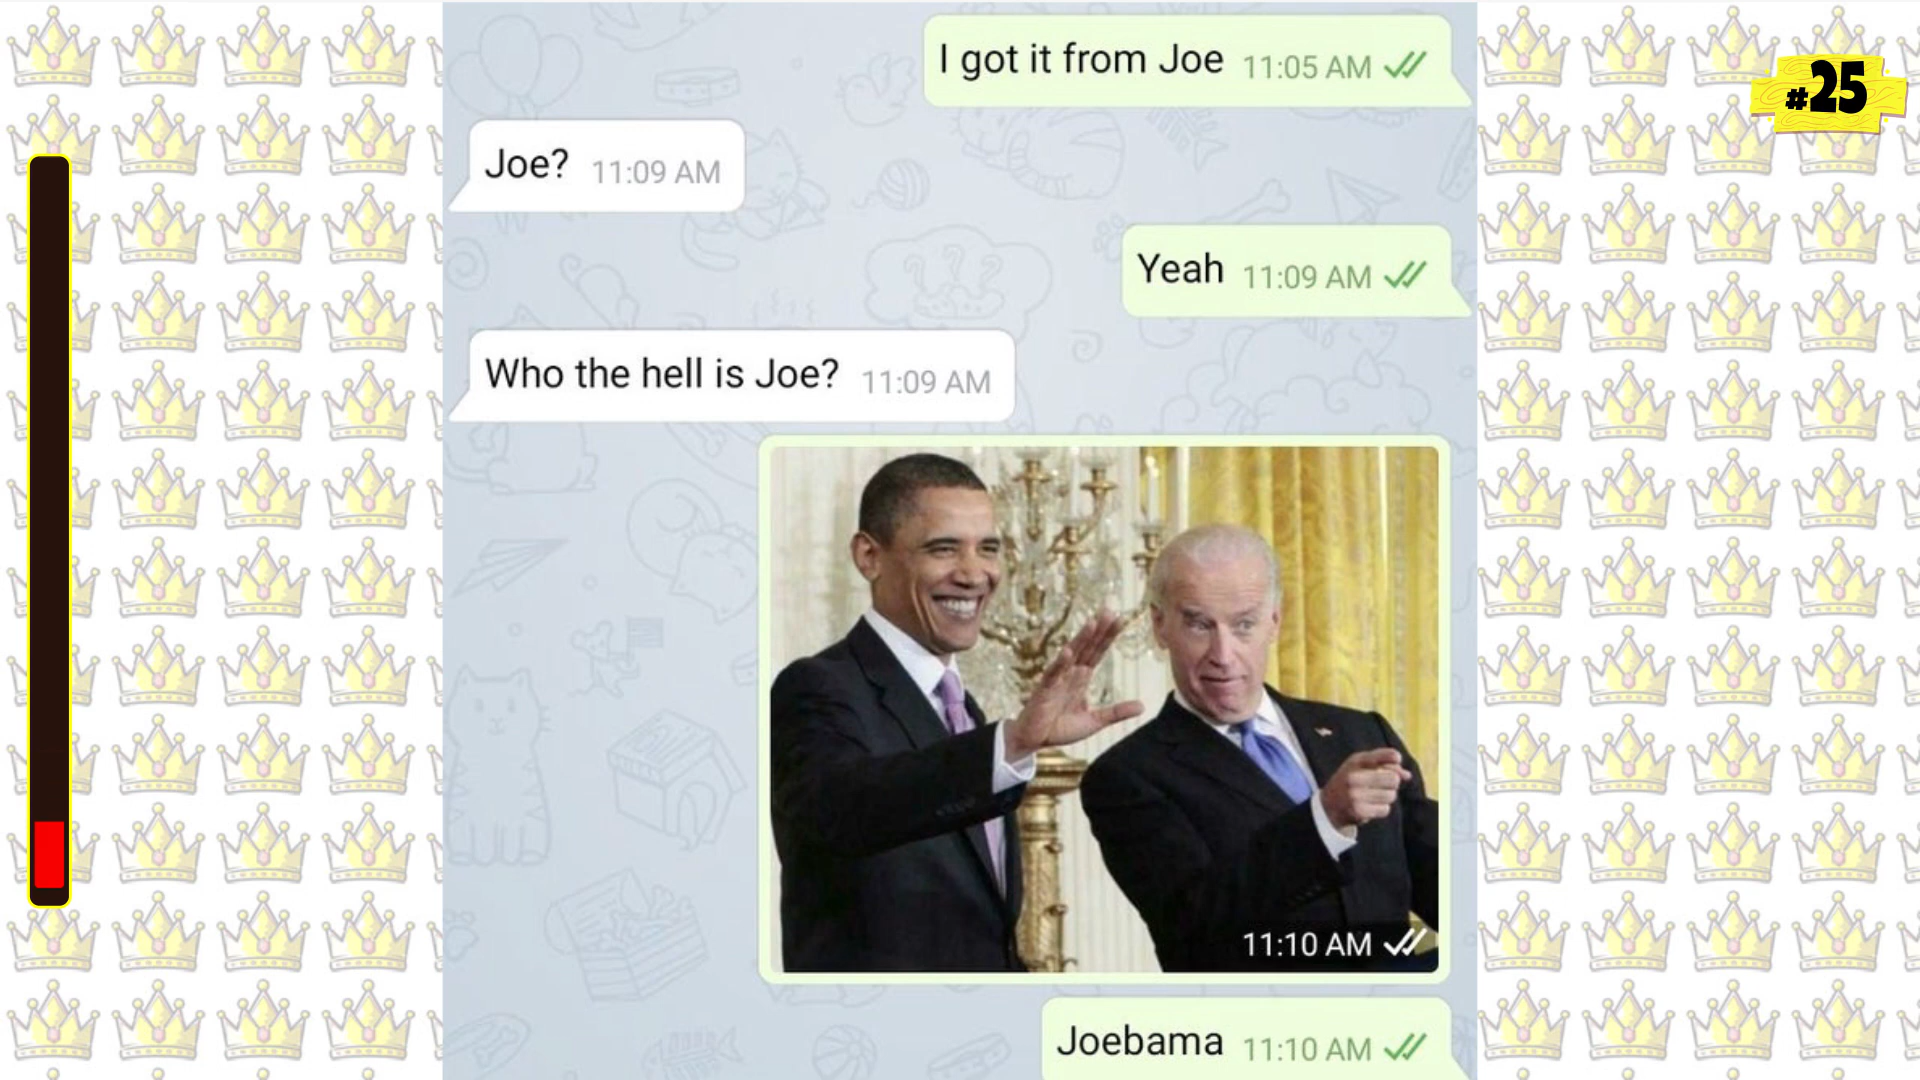 I got it from Joe 11:05 AM
#25
Joe? 11:09 AM
Yeah 11:09 AM
Who the hell is Joe? 11:09 AM
11:10 AM
Joebama 11:10 AM